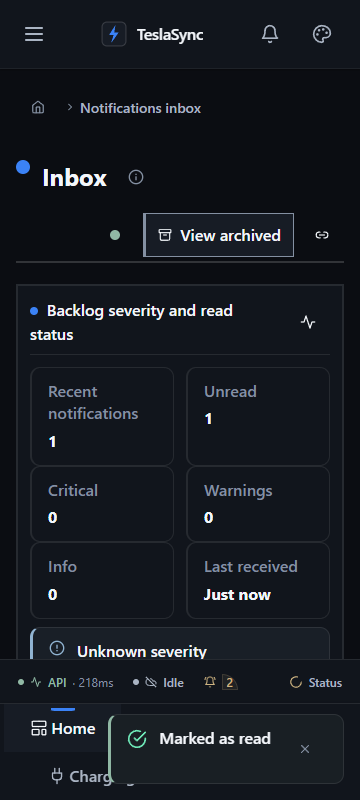 TeslaSync
Notifications inbox
Inbox
View archived
Backlog severity and read
status
Recent
notifications
1
Unread
1
Critical
0
Warnings
0
Info
0
Last received
Just now
Unknown severity
API · 218ms
Idle
2
Status
Home
Marked as read